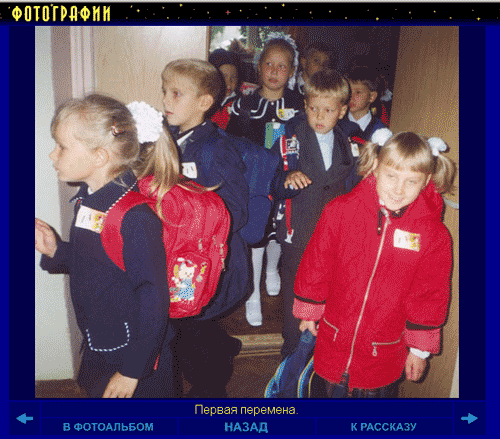 ФОТОГРАФИИ
Первая перемена.
В ФОТОАЛЬБОМ НАЗАД К РАССКАЗУ